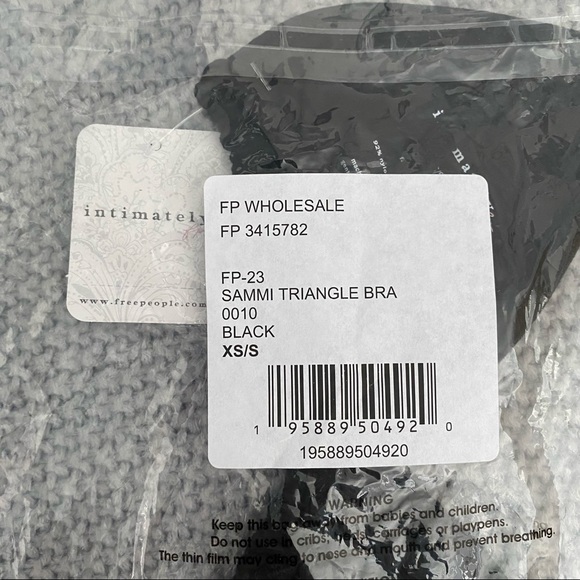 intimately
www.freepeople.com
FP WHOLESALE
FP 3415782
FP-23
SAMMI TRIANGLE BRA
0010
BLACK
XS/S
1 95889 50492 0
195889504920
WARNING
Keep this bag away from babies and children.
Do not use in cribs, beds, carriages or playpens.
The thin film may cling to nose and mouth and prevent breathing.